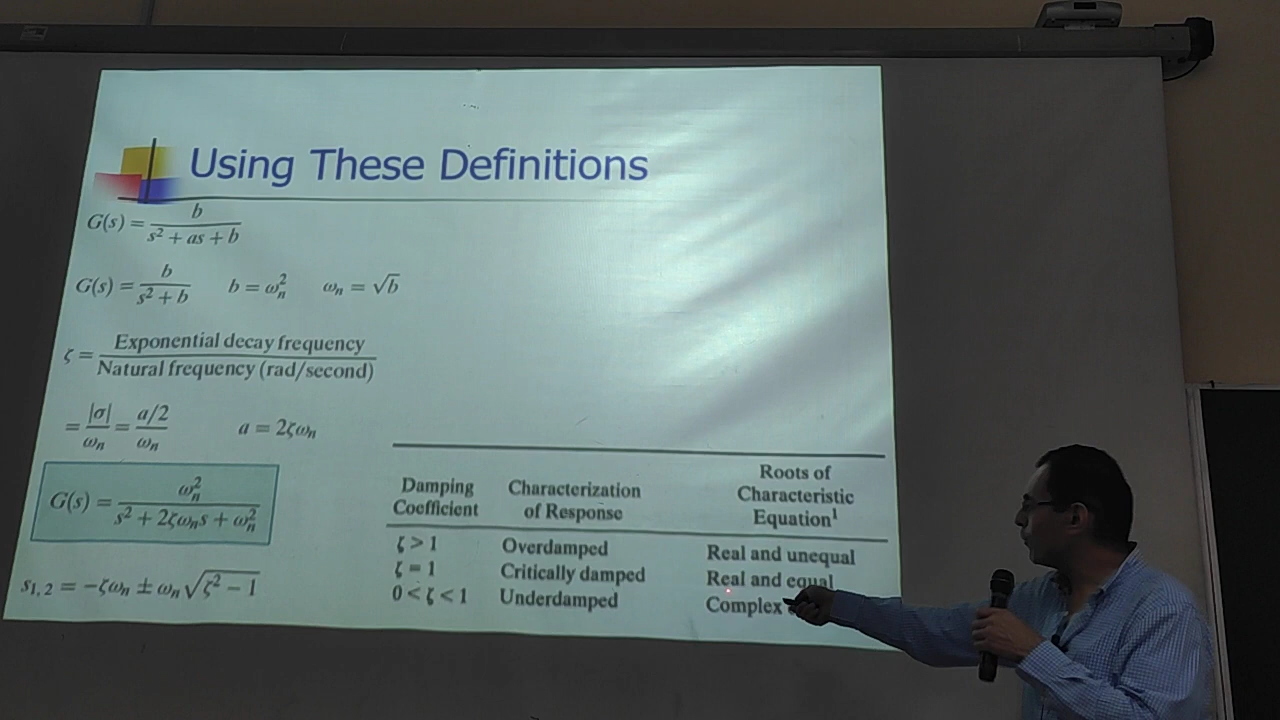 Using These Definitions
G(s) = b / (s² + as + b)
G(s) = b / (s² + b)    b = ωₙ²    ωₙ = √b
ζ = Exponential decay frequency / Natural frequency (rad/second)
= |σ| / ωₙ = (a/2) / ωₙ    a = 2ζωₙ
G(s) = ωₙ² / (s² + 2ζωₙs + ωₙ²)
s₁,₂ = −ζωₙ ± ωₙ√(ζ² − 1)
Damping Coefficient    Characterization of Response    Roots of Characteristic Equation¹
ζ > 1    Overdamped    Real and unequal
ζ = 1    Critically damped    Real and equal
0 < ζ < 1    Underdamped    Complex